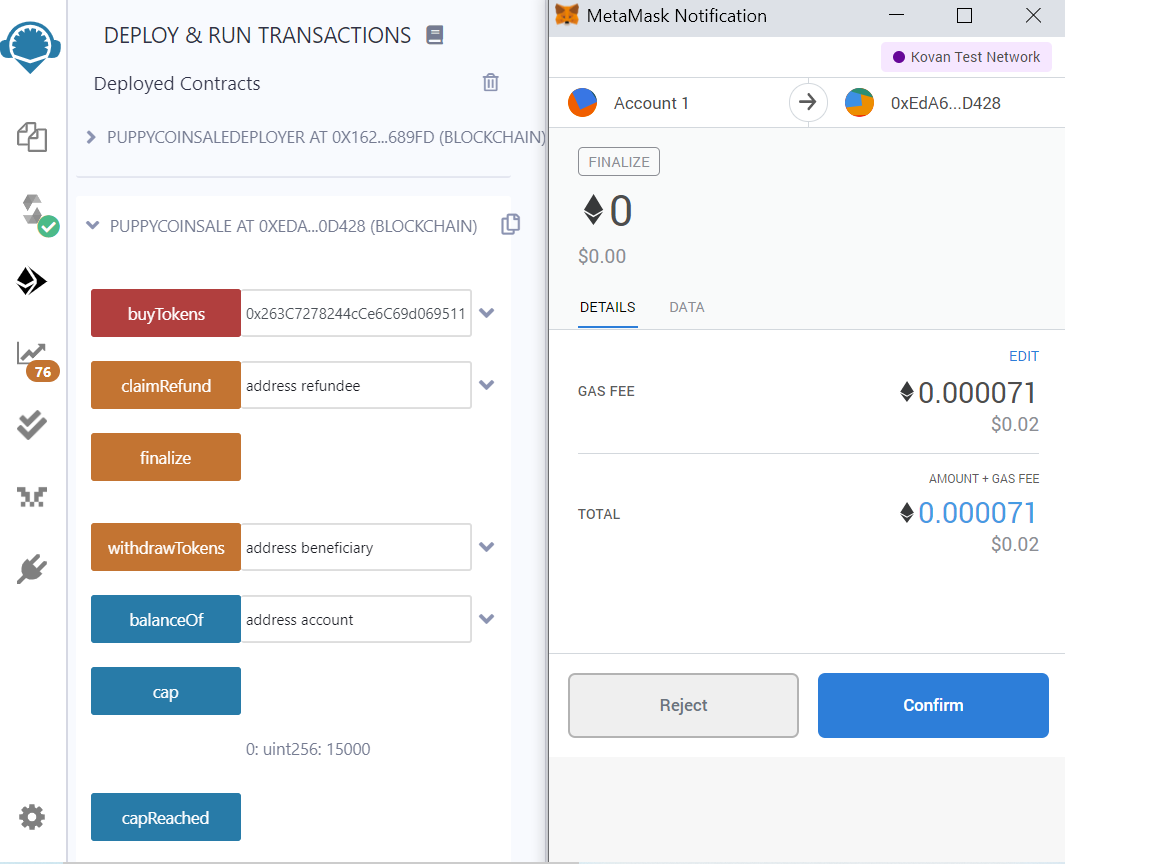 DEPLOY & RUN TRANSACTIONS
Deployed Contracts
PUPPYCOINSALEDEPLOYER AT 0X162...689FD (BLOCKCHAIN)
PUPPYCOINSALE AT 0XEDA...0D428 (BLOCKCHAIN)
buyTokens 0x263C7278244cCe6C69d069511
claimRefund address refundee
finalize
withdrawTokens address beneficiary
balanceOf address account
cap
0: uint256: 15000
capReached
76
MetaMask Notification
Kovan Test Network
Account 1 0xEdA6...D428
FINALIZE
0
$0.00
DETAILS DATA
EDIT
GAS FEE 0.000071
$0.02
AMOUNT + GAS FEE
TOTAL 0.000071
$0.02
Reject Confirm